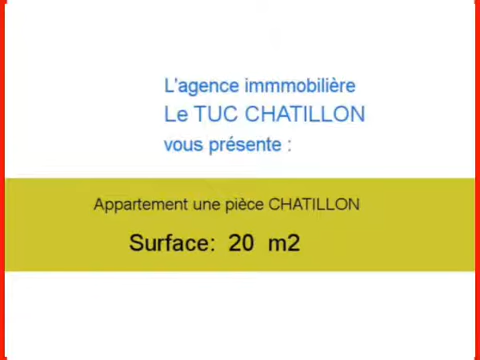 L'agence immmobilière
Le TUC CHATILLON
vous présente :
Appartement une pièce CHATILLON
Surface: 20 m2